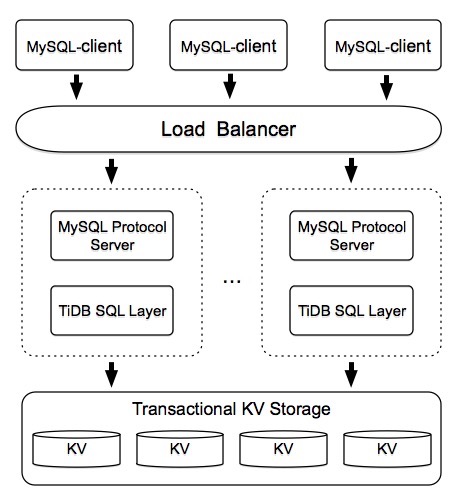 MySQL-client MySQL-client MySQL-client
Load Balancer
MySQL Protocol
Server
MySQL Protocol
Server
...
TiDB SQL Layer TiDB SQL Layer
Transactional KV Storage
KV KV KV KV